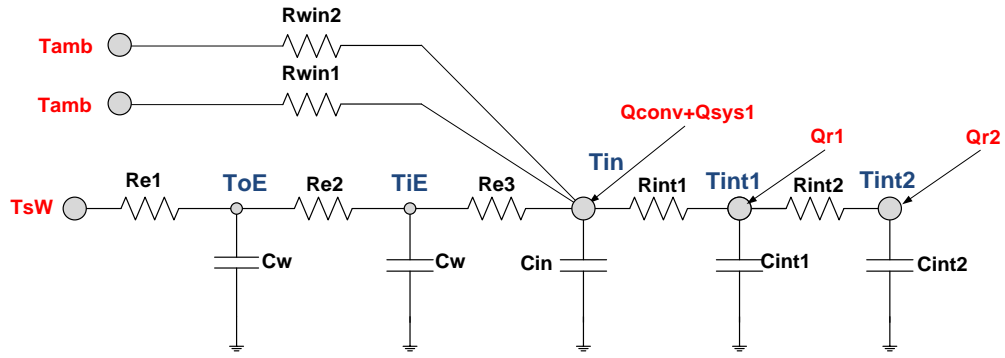 Rwin2
Tamb
Rwin1
Tamb
Qconv+Qsys1
Qr1
Qr2
Tin
Re1
ToE
Re2
TiE
Re3
Rint1
Tint1
Rint2
Tint2
TsW
Cw
Cw
Cin
Cint1
Cint2